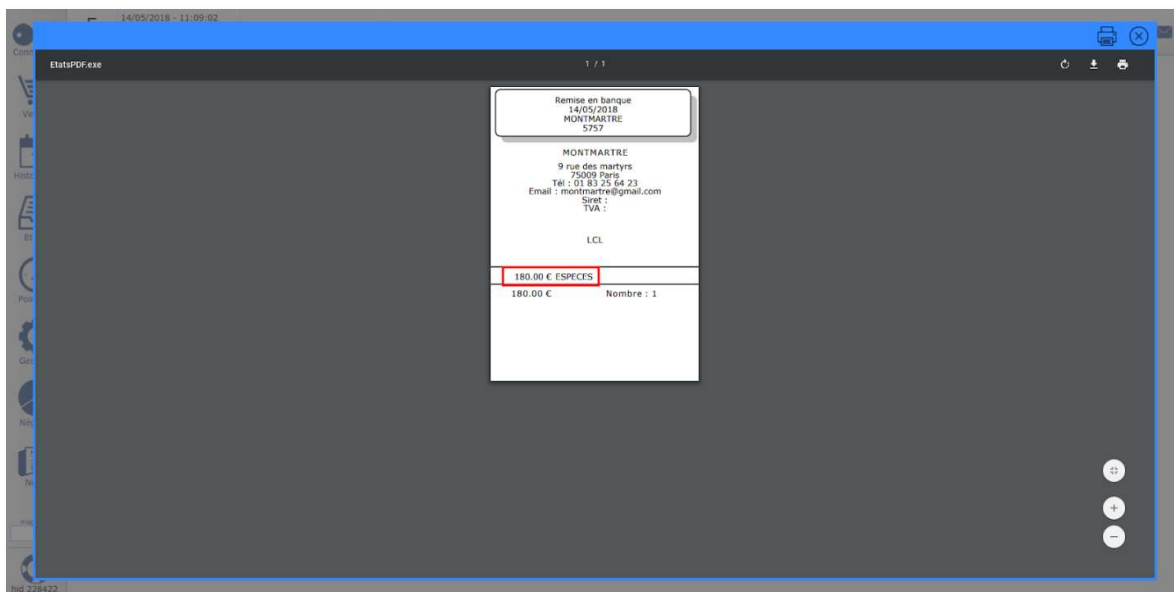 14/05/2018 - 11:09:02
EtatsPDF.exe
1 / 1
Remise en banque
14/05/2018
MONTMARTRE
5757
MONTMARTRE
9 rue des martyrs
75009 Paris
Tél : 01 83 25 64 23
Email : montmartre@gmail.com
Siret :
TVA :
LCL
180.00 € ESPECES
180.00 € Nombre : 1
hid 228422